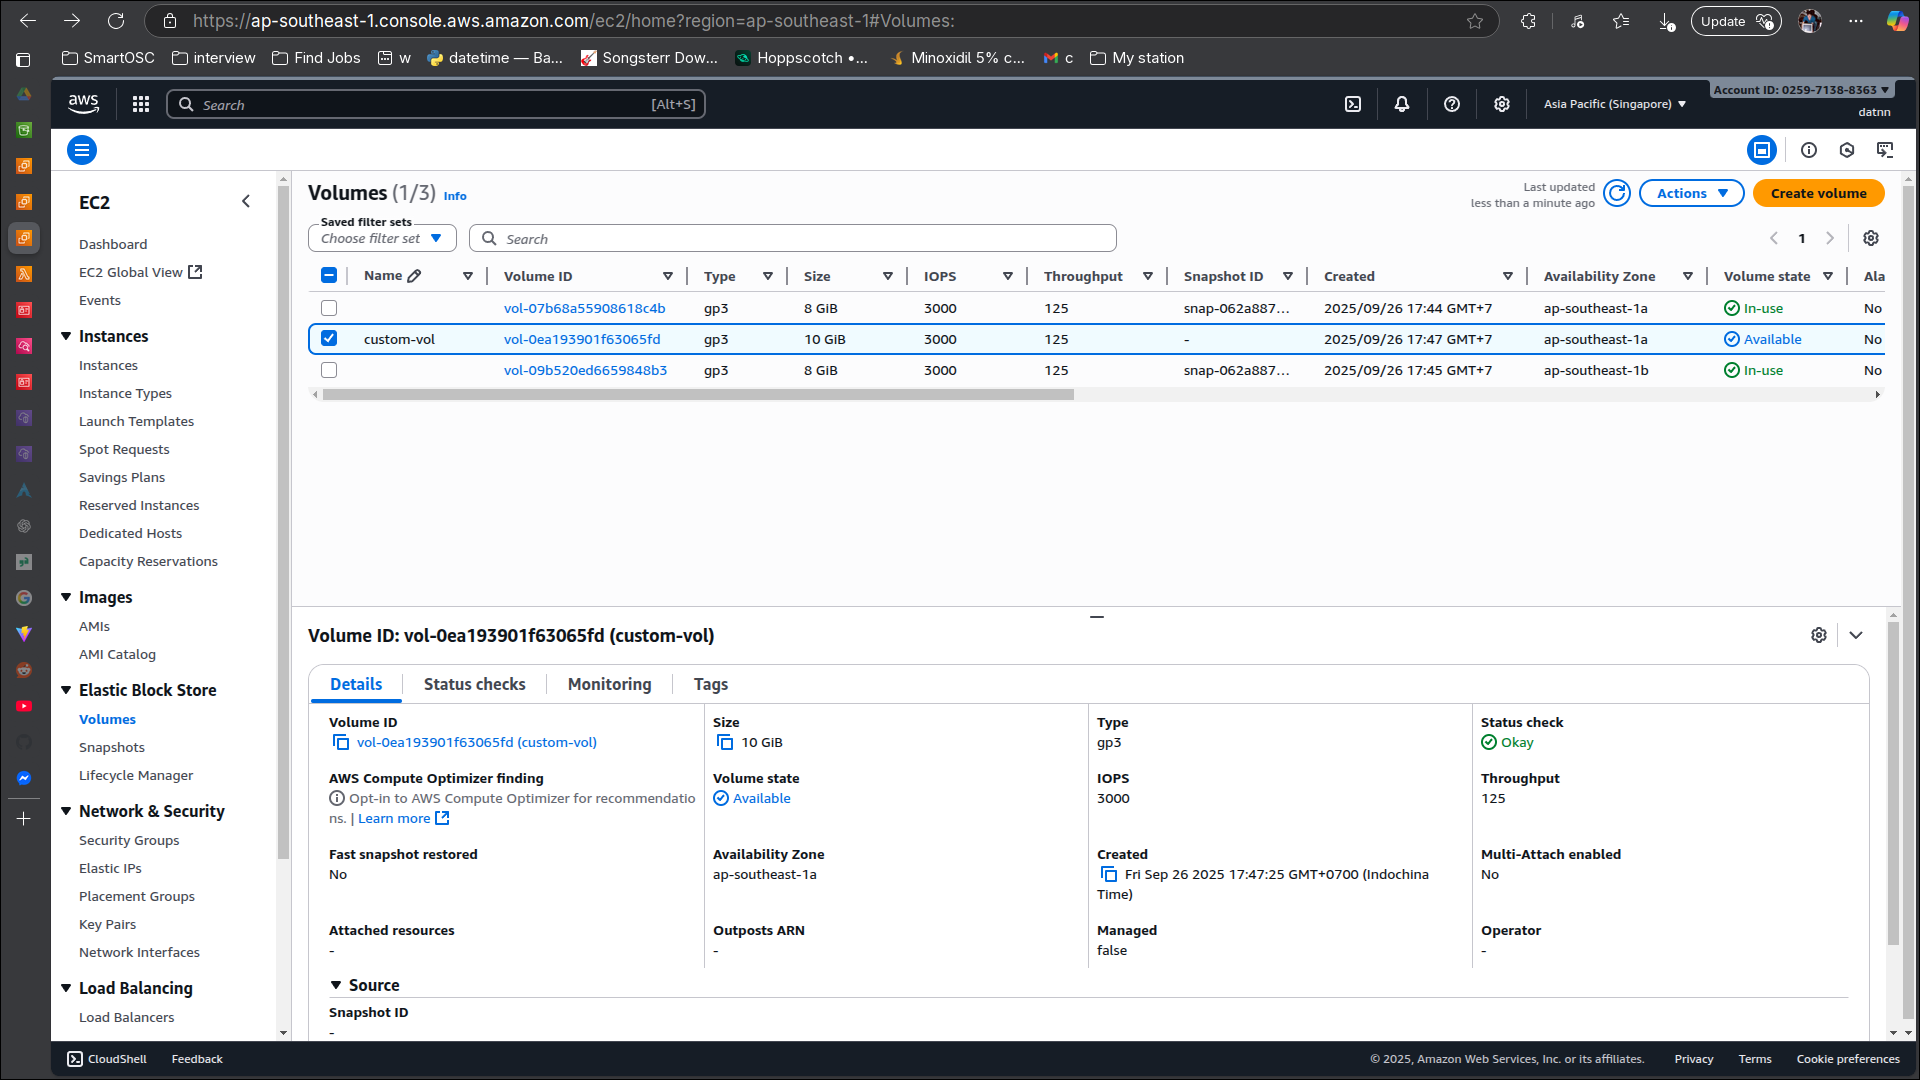 https://ap-southeast-1.console.aws.amazon.com/ec2/home?region=ap-southeast-1#Volumes:
Update
SmartOSC interview Find Jobs w datetime — Ba... Songsterr Dow... Hoppscotch •... Minoxidil 5% c... c My station
aws Search [Alt+S] Asia Pacific (Singapore) Account ID: 0259-7138-8363
datnn
EC2
Dashboard
EC2 Global View
Events
Instances
Instances
Instance Types
Launch Templates
Spot Requests
Savings Plans
Reserved Instances
Dedicated Hosts
Capacity Reservations
Images
AMIs
AMI Catalog
Elastic Block Store
Volumes
Snapshots
Lifecycle Manager
Network & Security
Security Groups
Elastic IPs
Placement Groups
Key Pairs
Network Interfaces
Load Balancing
Load Balancers
Volumes (1/3) Info
Last updated
less than a minute ago
Actions
Create volume
Saved filter sets
Choose filter set
Search
1
Name Volume ID Type Size IOPS Throughput Snapshot ID Created Availability Zone Volume state Ala
vol-07b68a55908618c4b gp3 8 GiB 3000 125 snap-062a887... 2025/09/26 17:44 GMT+7 ap-southeast-1a In-use No
custom-vol vol-0ea193901f63065fd gp3 10 GiB 3000 125 - 2025/09/26 17:47 GMT+7 ap-southeast-1a Available No
vol-09b520ed6659848b3 gp3 8 GiB 3000 125 snap-062a887... 2025/09/26 17:45 GMT+7 ap-southeast-1b In-use No
Volume ID: vol-0ea193901f63065fd (custom-vol)
Details Status checks Monitoring Tags
Volume ID
vol-0ea193901f63065fd (custom-vol)
Size
10 GiB
Type
gp3
Status check
Okay
AWS Compute Optimizer finding
Opt-in to AWS Compute Optimizer for recommendatio
ns. | Learn more
Volume state
Available
IOPS
3000
Throughput
125
Fast snapshot restored
No
Availability Zone
ap-southeast-1a
Created
Fri Sep 26 2025 17:47:25 GMT+0700 (Indochina
Time)
Multi-Attach enabled
No
Attached resources
-
Outposts ARN
-
Managed
false
Operator
-
Source
Snapshot ID
-
CloudShell Feedback © 2025, Amazon Web Services, Inc. or its affiliates. Privacy Terms Cookie preferences